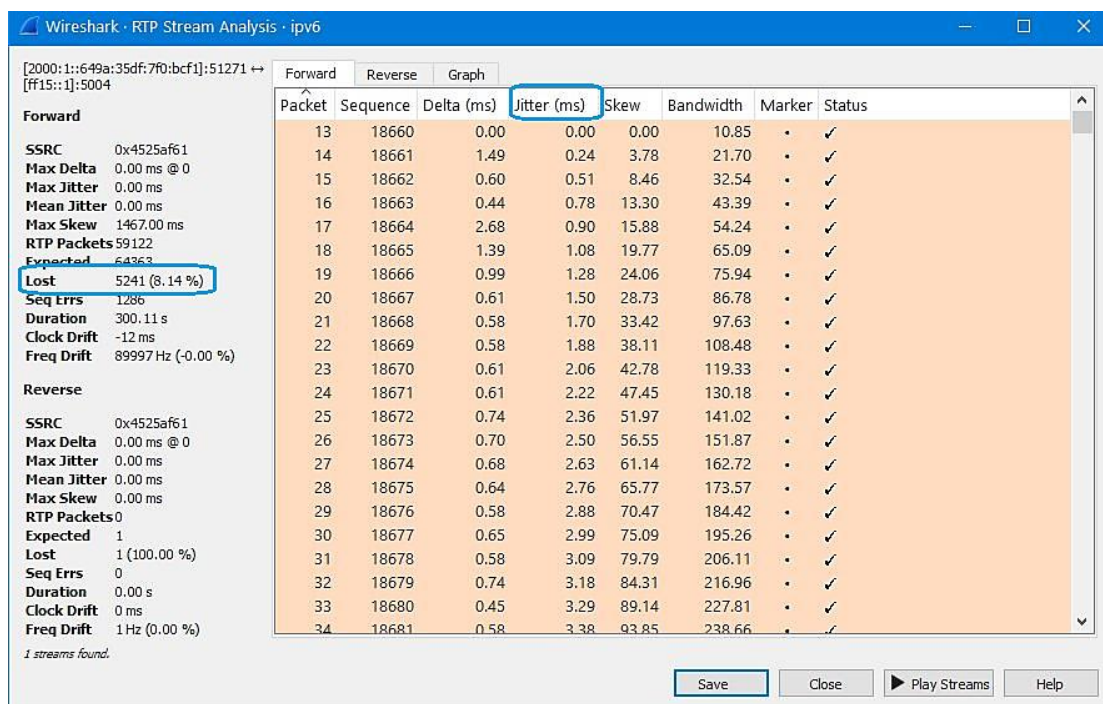 Wireshark · RTP Stream Analysis · ipv6
[2000:1::649a:35df:7f0:bcf1]:51271 ↔
[ff15::1]:5004
Forward
SSRC 0x4525af61
Max Delta 0.00 ms @ 0
Max Jitter 0.00 ms
Mean Jitter 0.00 ms
Max Skew 1467.00 ms
RTP Packets 59122
Expected 64363
Lost 5241 (8.14 %)
Seq Errs 1286
Duration 300.11 s
Clock Drift -12 ms
Freq Drift 89997 Hz (-0.00 %)
Reverse
SSRC 0x4525af61
Max Delta 0.00 ms @ 0
Max Jitter 0.00 ms
Mean Jitter 0.00 ms
Max Skew 0.00 ms
RTP Packets 0
Expected 1
Lost 1 (100.00 %)
Seq Errs 0
Duration 0.00 s
Clock Drift 0 ms
Freq Drift 1 Hz (0.00 %)
1 streams found.
Forward Reverse Graph
Packet Sequence Delta (ms) Jitter (ms) Skew Bandwidth Marker Status
13 18660 0.00 0.00 0.00 10.85 • ✓
14 18661 1.49 0.24 3.78 21.70 • ✓
15 18662 0.60 0.51 8.46 32.54 • ✓
16 18663 0.44 0.78 13.30 43.39 • ✓
17 18664 2.68 0.90 15.88 54.24 • ✓
18 18665 1.39 1.08 19.77 65.09 • ✓
19 18666 0.99 1.28 24.06 75.94 • ✓
20 18667 0.61 1.50 28.73 86.78 • ✓
21 18668 0.58 1.70 33.42 97.63 • ✓
22 18669 0.58 1.88 38.11 108.48 • ✓
23 18670 0.61 2.06 42.78 119.33 • ✓
24 18671 0.61 2.22 47.45 130.18 • ✓
25 18672 0.74 2.36 51.97 141.02 • ✓
26 18673 0.70 2.50 56.55 151.87 • ✓
27 18674 0.68 2.63 61.14 162.72 • ✓
28 18675 0.64 2.76 65.77 173.57 • ✓
29 18676 0.58 2.88 70.47 184.42 • ✓
30 18677 0.65 2.99 75.09 195.26 • ✓
31 18678 0.58 3.09 79.79 206.11 • ✓
32 18679 0.74 3.18 84.31 216.96 • ✓
33 18680 0.45 3.29 89.14 227.81 • ✓
34 18681 0.58 3.38 93.85 238.66 • ✓
Save Close Play Streams Help